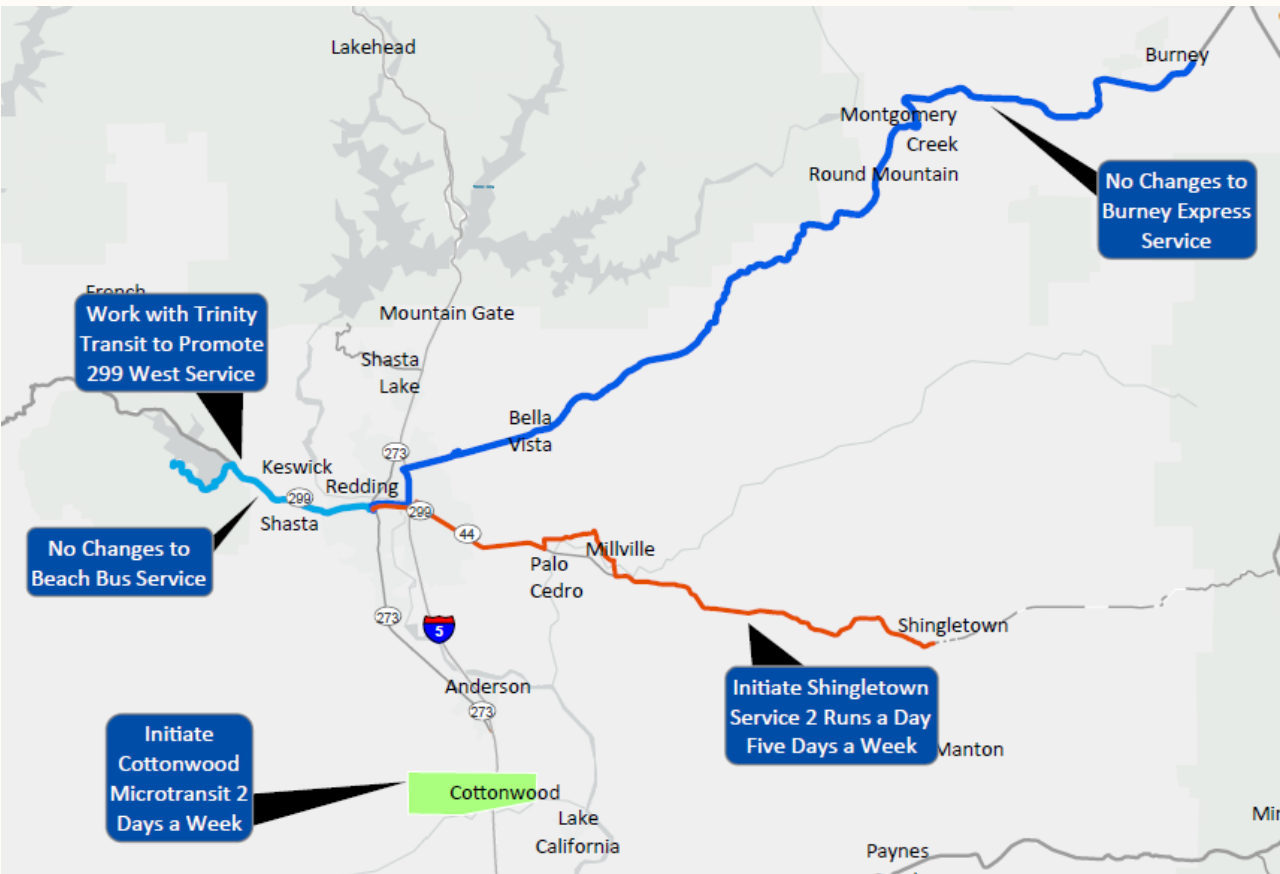 Lakehead
Burney
Montgomery
Creek
Round Mountain
No Changes to
Burney Express
Service
French
Work with Trinity
Transit to Promote
299 West Service
Mountain Gate
Shasta
Lake
Bella
Vista
273
Keswick
Redding
299
299
Shasta
44
No Changes to
Beach Bus Service
Millville
Palo
Cedro
273
5
Shingletown
Anderson
273
Initiate Shingletown
Service 2 Runs a Day
Five Days a Week
Manton
Initiate
Cottonwood
Microtransit 2
Days a Week
Cottonwood
Lake
California
Paynes